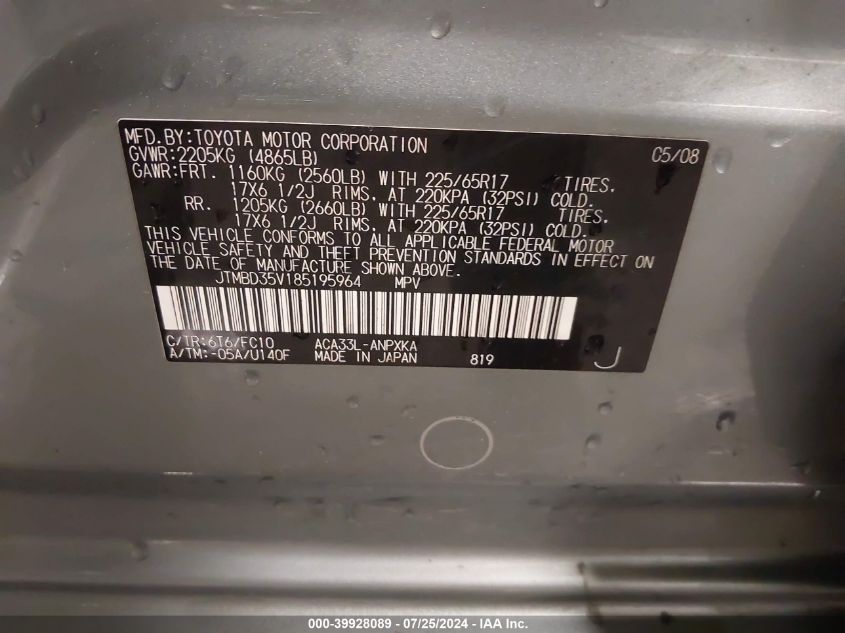 MFD.BY:TOYOTA MOTOR CORPORATION 05/08
GVWR:2205KG (4865LB)
GAWR:FRT. 1160KG (2560LB) WITH 225/65R17 TIRES,
17X6 1/2J RIMS, AT 220KPA (32PSI) COLD.
RR. 1205KG (2660LB) WITH 225/65R17 TIRES,
17X6 1/2J RIMS, AT 220KPA (32PSI) COLD.
THIS VEHICLE CONFORMS TO ALL APPLICABLE FEDERAL MOTOR
VEHICLE SAFETY AND THEFT PREVENTION STANDARDS IN EFFECT ON
THE DATE OF MANUFACTURE SHOWN ABOVE.
JTMBD35V185195964 MPV
C/TR:6T6/FC10 ACA33L-ANPXKA
A/TM:-05A/U140F MADE IN JAPAN 819 J
000-39928089 - 07/25/2024 - IAA Inc.